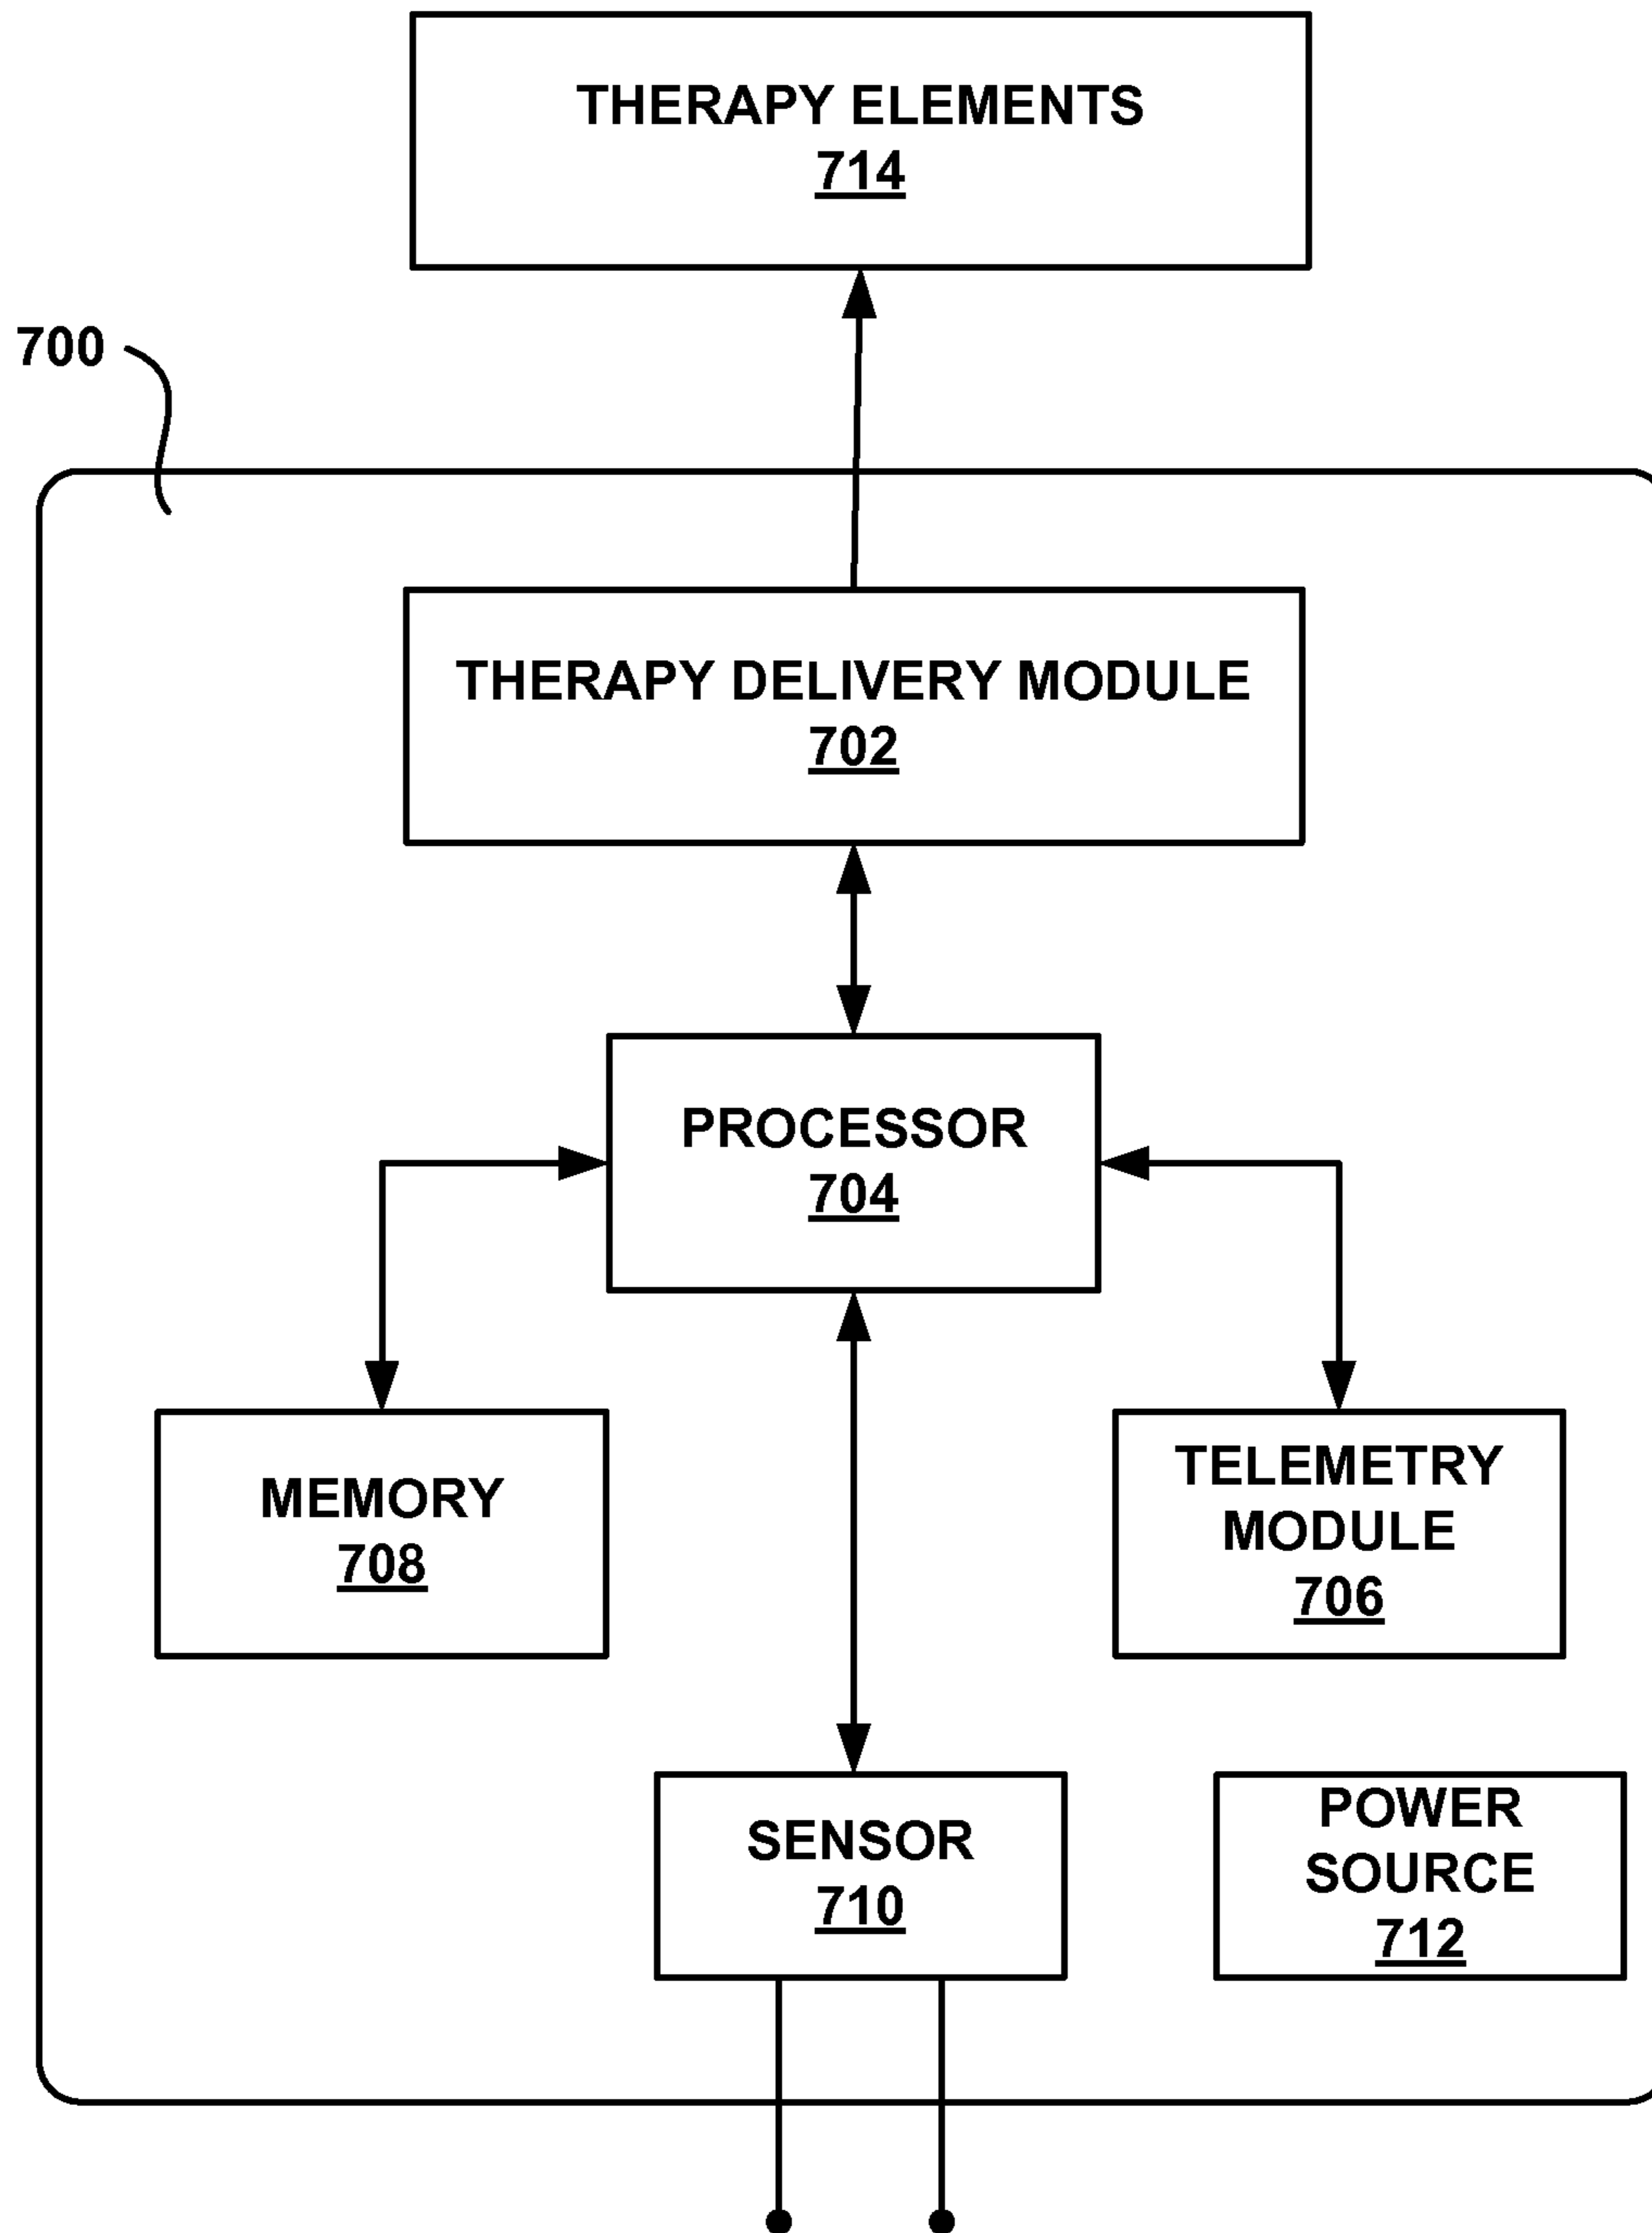 THERAPY ELEMENTS
714
700
THERAPY DELIVERY MODULE
702
PROCESSOR
704
MEMORY
708
TELEMETRY
MODULE
706
SENSOR
710
POWER
SOURCE
712